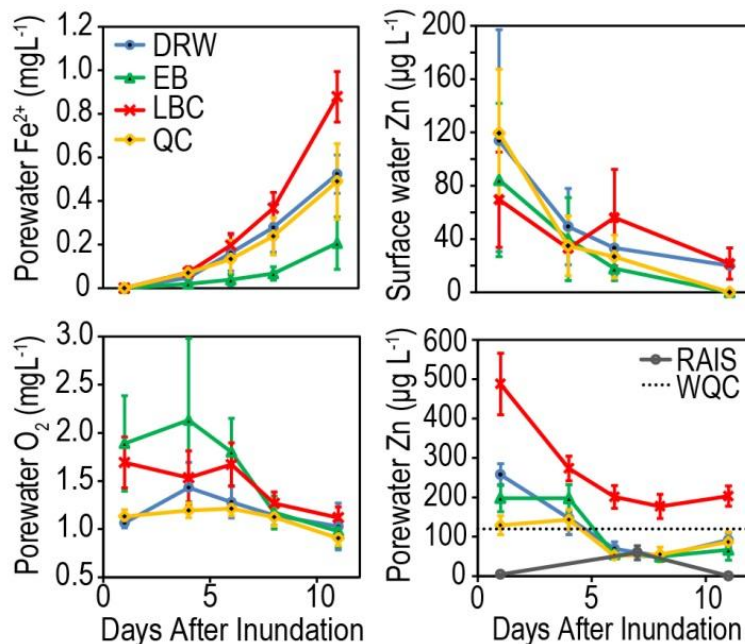 Porewater Fe²⁺ (mgL⁻¹)
1.2
1.0
0.8
0.6
0.4
0.2
0
DRW
EB
LBC
QC
Surface water Zn (µg L⁻¹)
200
160
120
80
40
0
Porewater O₂ (mgL⁻¹)
3.0
2.5
2.0
1.5
1.0
0.5
0 5 10
Days After Inundation
Porewater Zn (µg L⁻¹)
600
500
400
300
200
100
0
RAIS
WQC
0 5 10
Days After Inundation